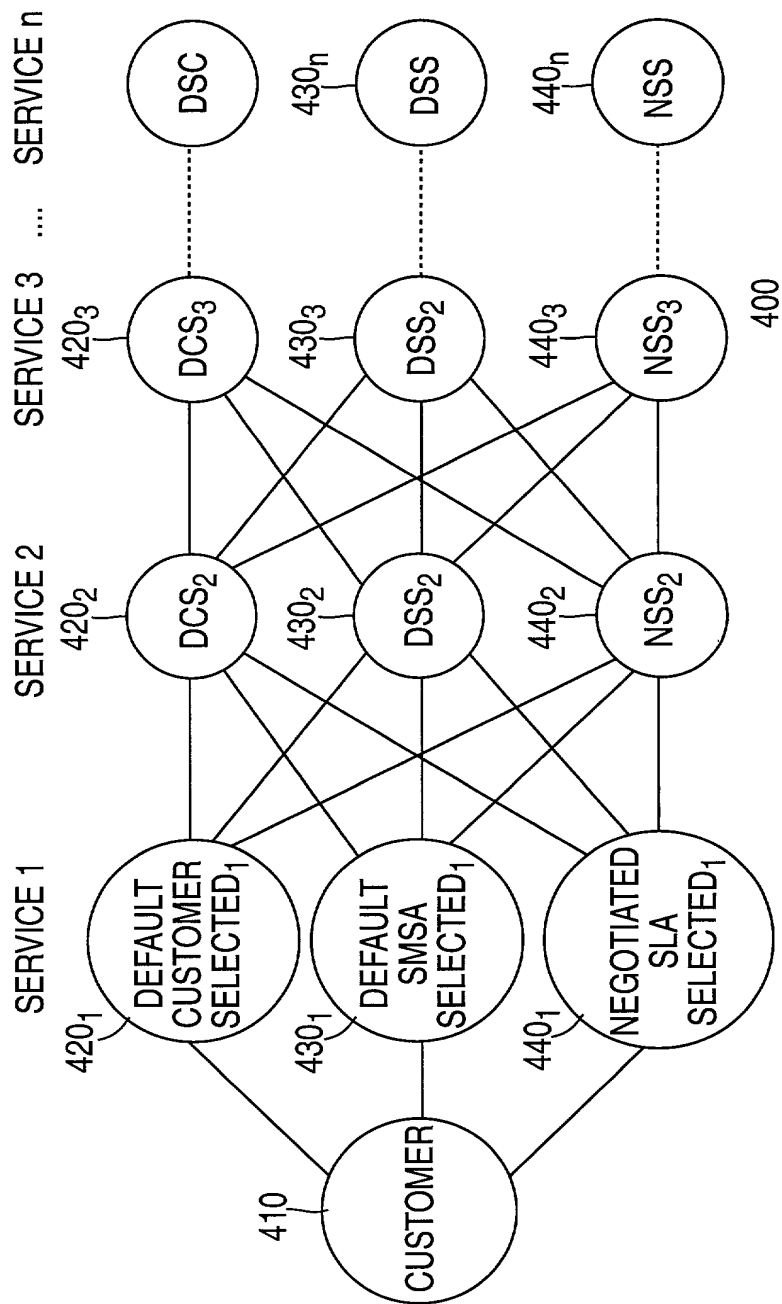 SERVICE 1
SERVICE 2
SERVICE 3
....
SERVICE n
410
CUSTOMER
420₁
DEFAULT
CUSTOMER
SELECTED₁
420₂
DCS₂
420₃
DCS₃
DSC
430₁
DEFAULT
SMSA
SELECTED₁
430₂
DSS₂
430₃
DSS₂
430ₙ
DSS
440₁
NEGOTIATED
SLA
SELECTED₁
440₂
NSS₂
440₃
NSS₃
440ₙ
NSS
400